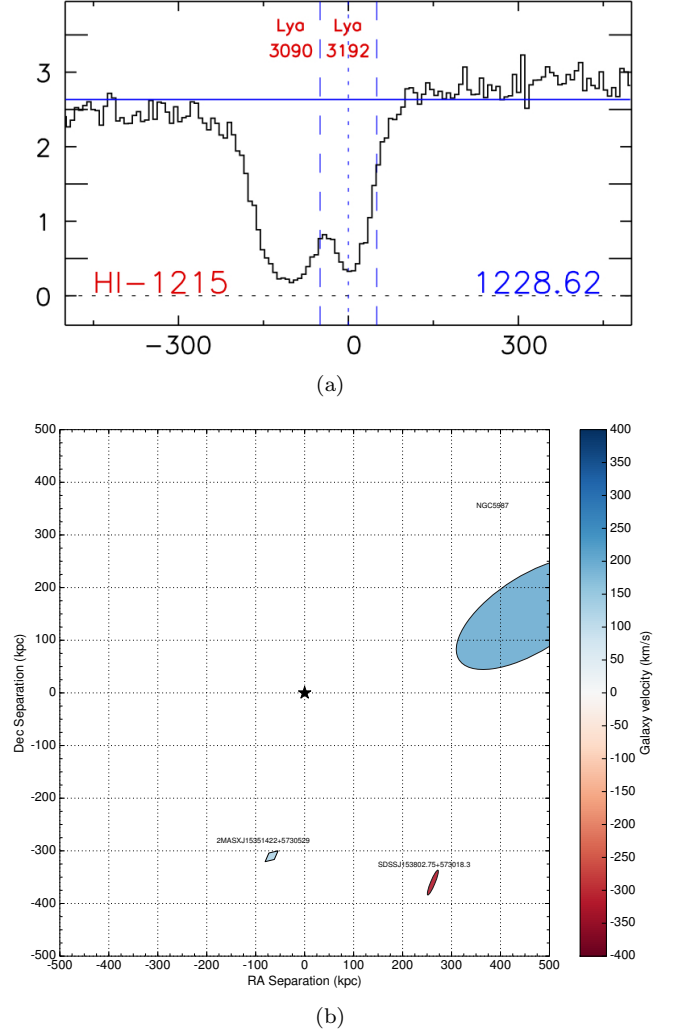 Lya Lya
3090 3192
3
2
1
0
HI-1215 1228.62
-300 0 300
(a)
500
400
300
200
100
0
-100
-200
-300
-400
-500
Dec Separation (kpc)
NGC5987
2MASXJ15351422+5730529
SDSSJ153802.75+573018.3
-500 -400 -300 -200 -100 0 100 200 300 400 500
RA Separation (kpc)
400
350
300
250
200
150
100
50
0
-50
-100
-150
-200
-250
-300
-350
-400
Galaxy velocity (km/s)
(b)